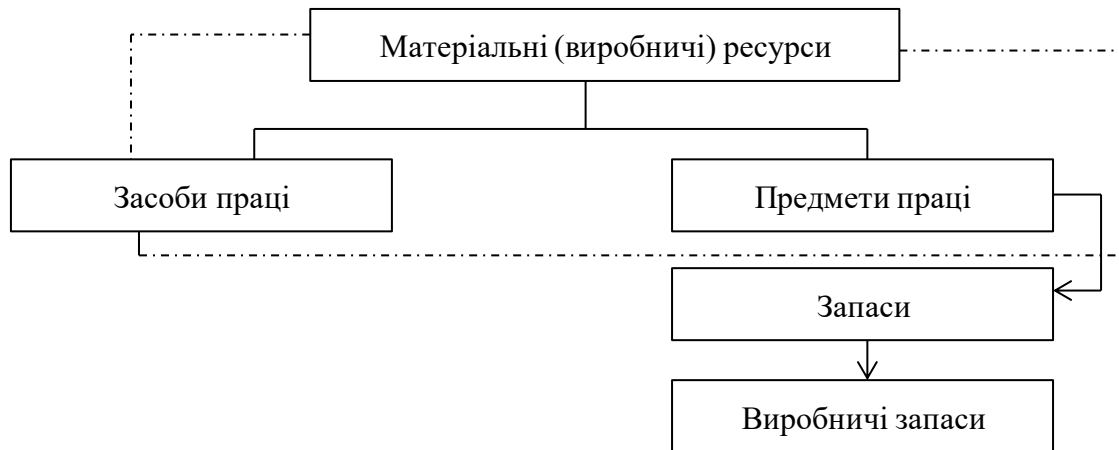 Матеріальні (виробничі) ресурси
Засоби праці
Предмети праці
Запаси
Виробничі запаси